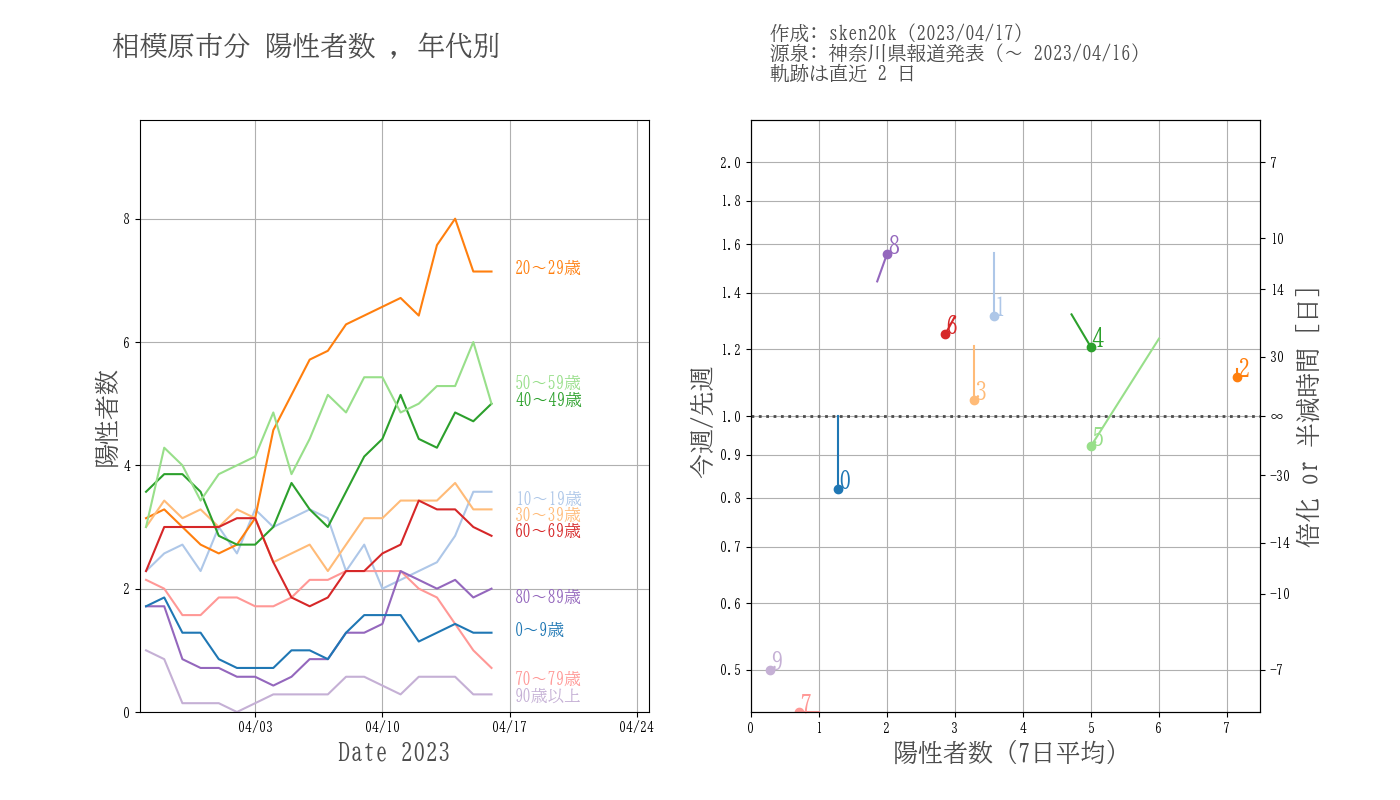 相模原市分 陽性者数 , 年代別
作成: sken20k (2023/04/17)
源泉: 神奈川県報道発表 (～ 2023/04/16)
軌跡は直近 2 日
陽性者数
8
6
4
2
0
04/03
04/10
04/17
04/24
Date 2023
20～29歳
50～59歳
40～49歳
10～19歳
30～39歳
60～69歳
80～89歳
0～9歳
70～79歳
90歳以上
今週/先週
2.0
1.8
1.6
1.4
1.2
1.0
0.9
0.8
0.7
0.6
0.5
0
1
2
3
4
5
6
7
陽性者数 (7日平均)
8
1
6
4
2
3
5
0
9
7
7
10
14
30
∞
-30
-14
-10
-7
倍化 or 半減時間 [日]